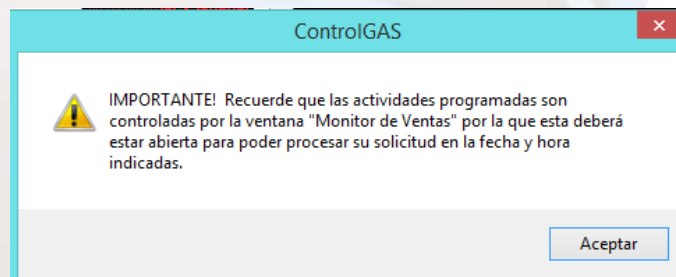 ControlGAS
IMPORTANTE! Recuerde que las actividades programadas son
controladas por la ventana "Monitor de Ventas" por la que esta deberá
estar abierta para poder procesar su solicitud en la fecha y hora
indicadas.
Aceptar